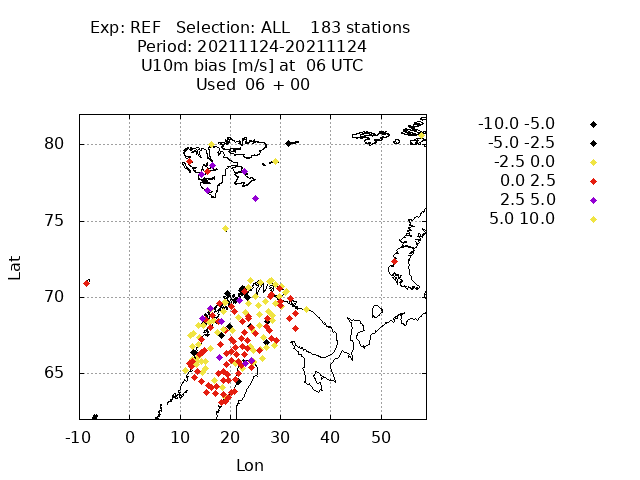 Exp: REF   Selection: ALL    183 stations
Period: 20211124-20211124
U10m bias [m/s] at  06 UTC
Used  06 + 00
-10.0 -5.0
-5.0 -2.5
-2.5 0.0
0.0 2.5
2.5 5.0
5.0 10.0
80
75
70
65
Lat
-10 0 10 20 30 40 50
Lon